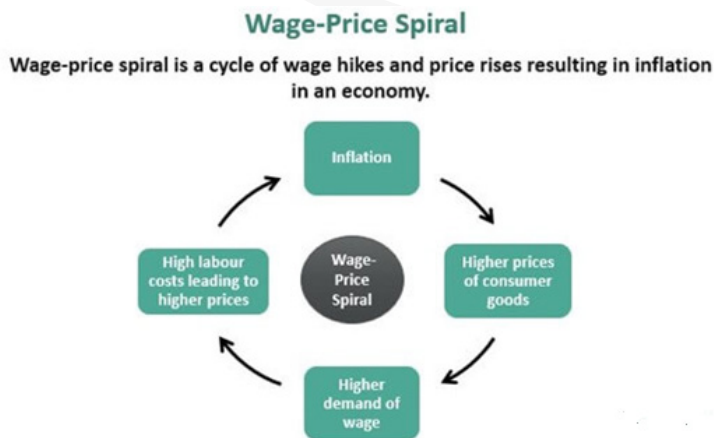 Wage-Price Spiral
Wage-price spiral is a cycle of wage hikes and price rises resulting in inflation
in an economy.
Inflation
High labour
costs leading to
higher prices
Wage-
Price
Spiral
Higher prices
of consumer
goods
Higher
demand of
wage